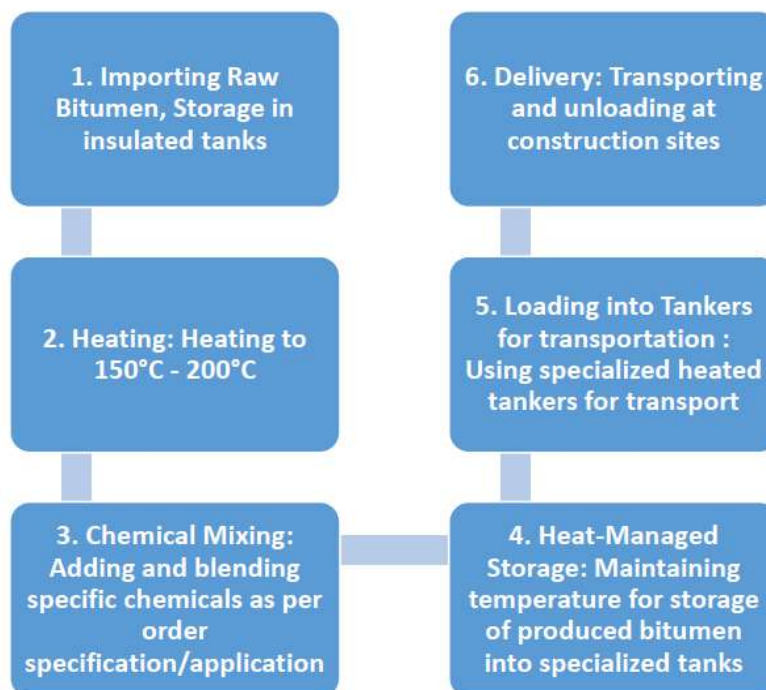 1. Importing Raw
Bitumen, Storage in
insulated tanks
2. Heating: Heating to
150°C - 200°C
3. Chemical Mixing:
Adding and blending
specific chemicals as per
order
specification/application
4. Heat-Managed
Storage: Maintaining
temperature for storage
of produced bitumen
into specialized tanks
5. Loading into Tankers
for transportation :
Using specialized heated
tankers for transport
6. Delivery: Transporting
and unloading at
construction sites